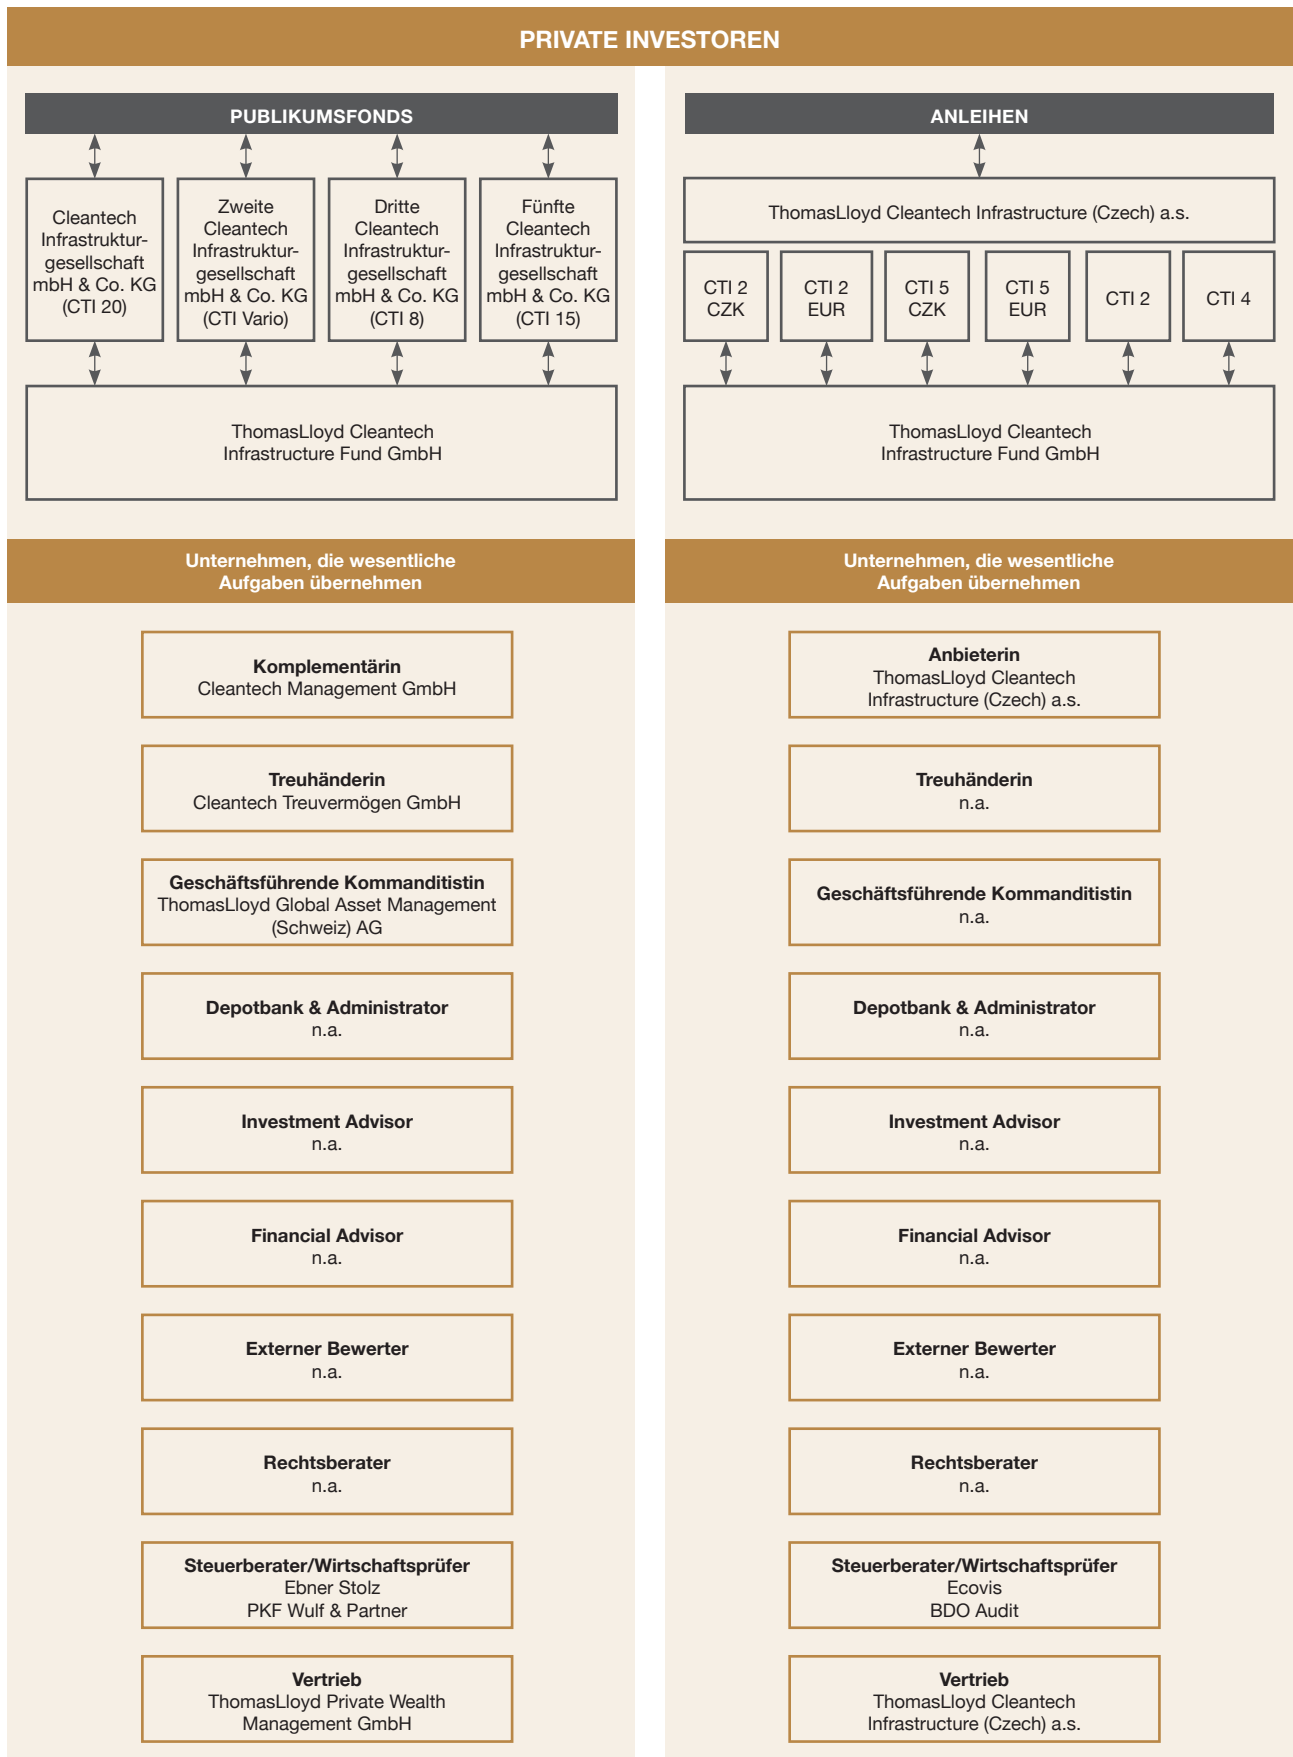 PRIVATE INVESTOREN
PUBLIKUMSFONDS
Cleantech
Infrastruktur-
gesellschaft
mbH & Co. KG
(CTI 20)
Zweite
Cleantech
Infrastruktur-
gesellschaft
mbH & Co. KG
(CTI Vario)
Dritte
Cleantech
Infrastruktur-
gesellschaft
mbH & Co. KG
(CTI 8)
Fünfte
Cleantech
Infrastruktur-
gesellschaft
mbH & Co. KG
(CTI 15)
ThomasLloyd Cleantech
Infrastructure Fund GmbH
Unternehmen, die wesentliche
Aufgaben übernehmen
Komplementärin
Cleantech Management GmbH
Treuhänderin
Cleantech Treuvermögen GmbH
Geschäftsführende Kommanditistin
ThomasLloyd Global Asset Management
(Schweiz) AG
Depotbank & Administrator
n.a.
Investment Advisor
n.a.
Financial Advisor
n.a.
Externer Bewerter
n.a.
Rechtsberater
n.a.
Steuerberater/Wirtschaftsprüfer
Ebner Stolz
PKF Wulf & Partner
Vertrieb
ThomasLloyd Private Wealth
Management GmbH
ANLEIHEN
ThomasLloyd Cleantech Infrastructure (Czech) a.s.
CTI 2
CZK
CTI 2
EUR
CTI 5
CZK
CTI 5
EUR
CTI 2
CTI 4
ThomasLloyd Cleantech
Infrastructure Fund GmbH
Unternehmen, die wesentliche
Aufgaben übernehmen
Anbieterin
ThomasLloyd Cleantech
Infrastructure (Czech) a.s.
Treuhänderin
n.a.
Geschäftsführende Kommanditistin
n.a.
Depotbank & Administrator
n.a.
Investment Advisor
n.a.
Financial Advisor
n.a.
Externer Bewerter
n.a.
Rechtsberater
n.a.
Steuerberater/Wirtschaftsprüfer
Ecovis
BDO Audit
Vertrieb
ThomasLloyd Cleantech
Infrastructure (Czech) a.s.